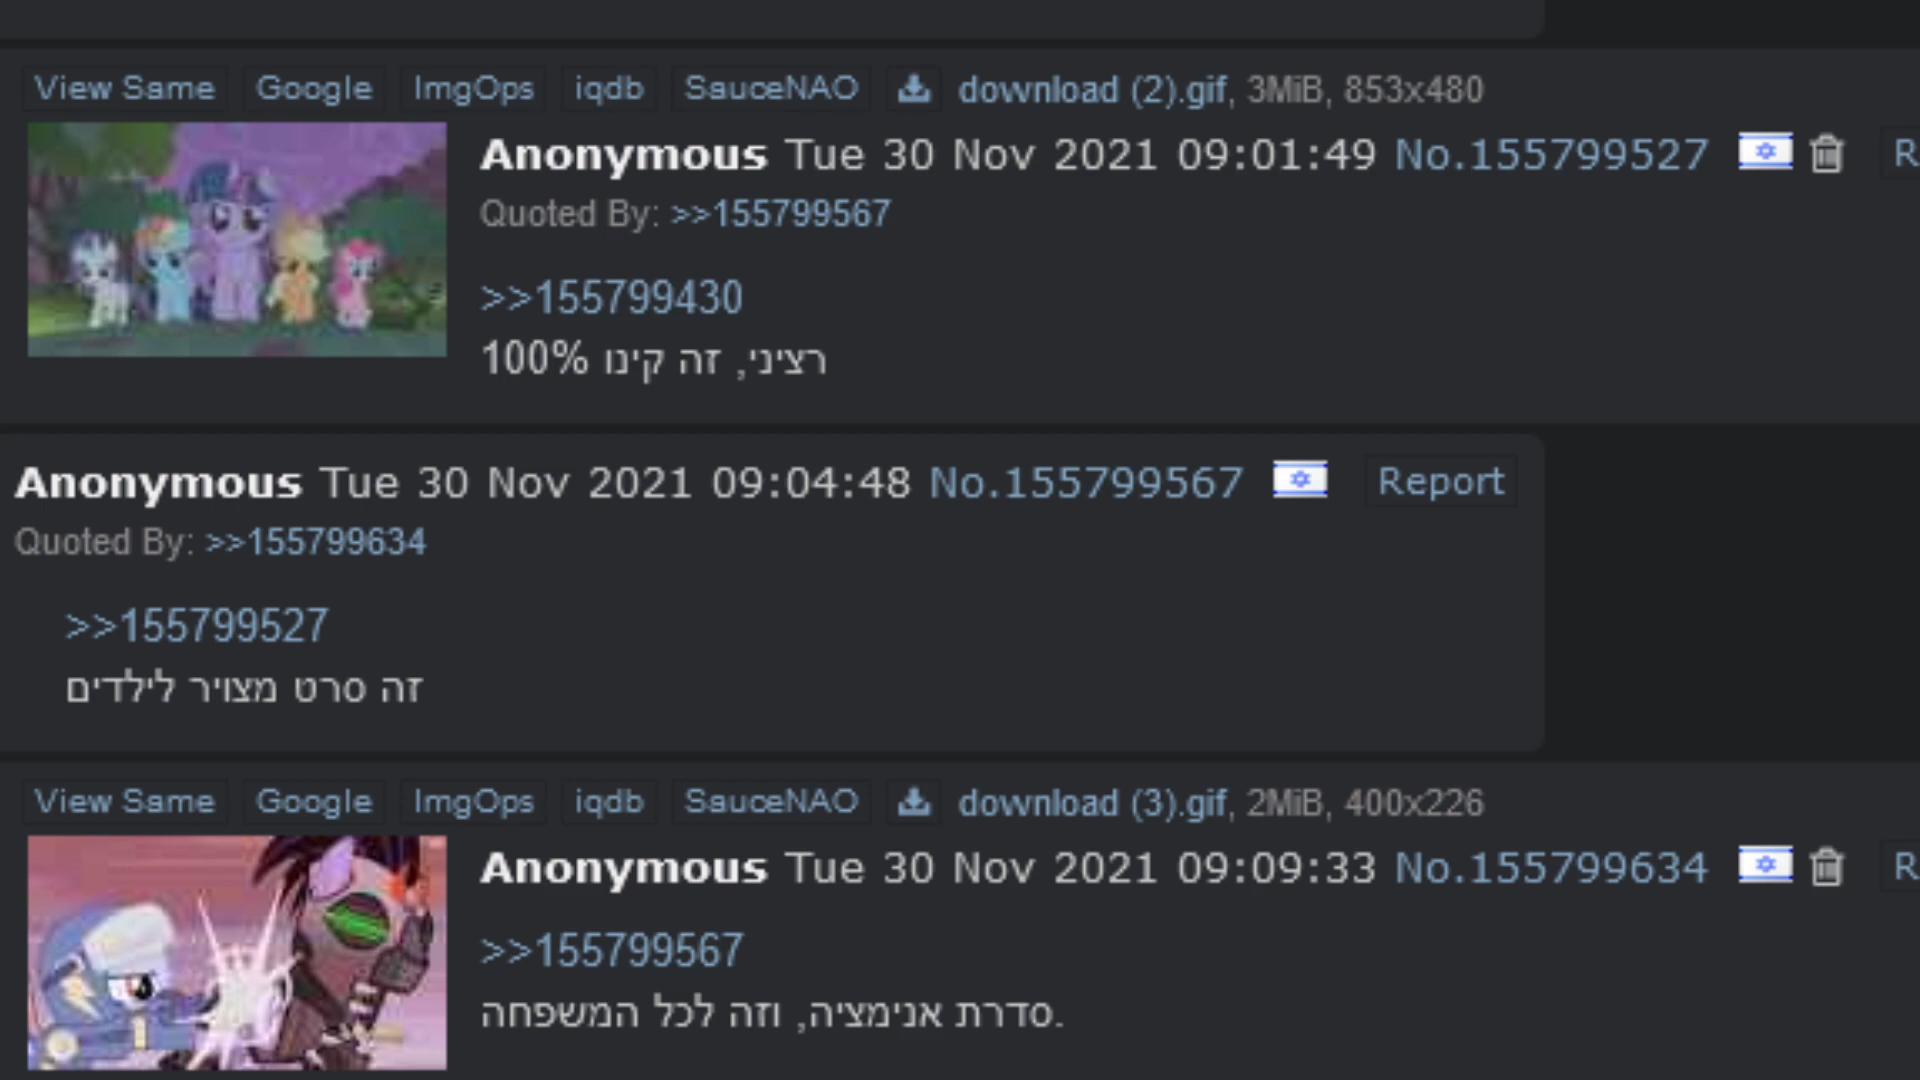 View Same Google ImgOps iqdb SauceNAO download (2).gif, 3MiB, 853x480
Anonymous Tue 30 Nov 2021 09:01:49 No.155799527 R
Quoted By: >>155799567
>>155799430
100% רציני, זה קינו
Anonymous Tue 30 Nov 2021 09:04:48 No.155799567 Report
Quoted By: >>155799634
>>155799527
זה סרט מצויר לילדים
View Same Google ImgOps iqdb SauceNAO download (3).gif, 2MiB, 400x226
Anonymous Tue 30 Nov 2021 09:09:33 No.155799634 R
>>155799567
סדרת אנימציה, וזה לכל המשפחה.